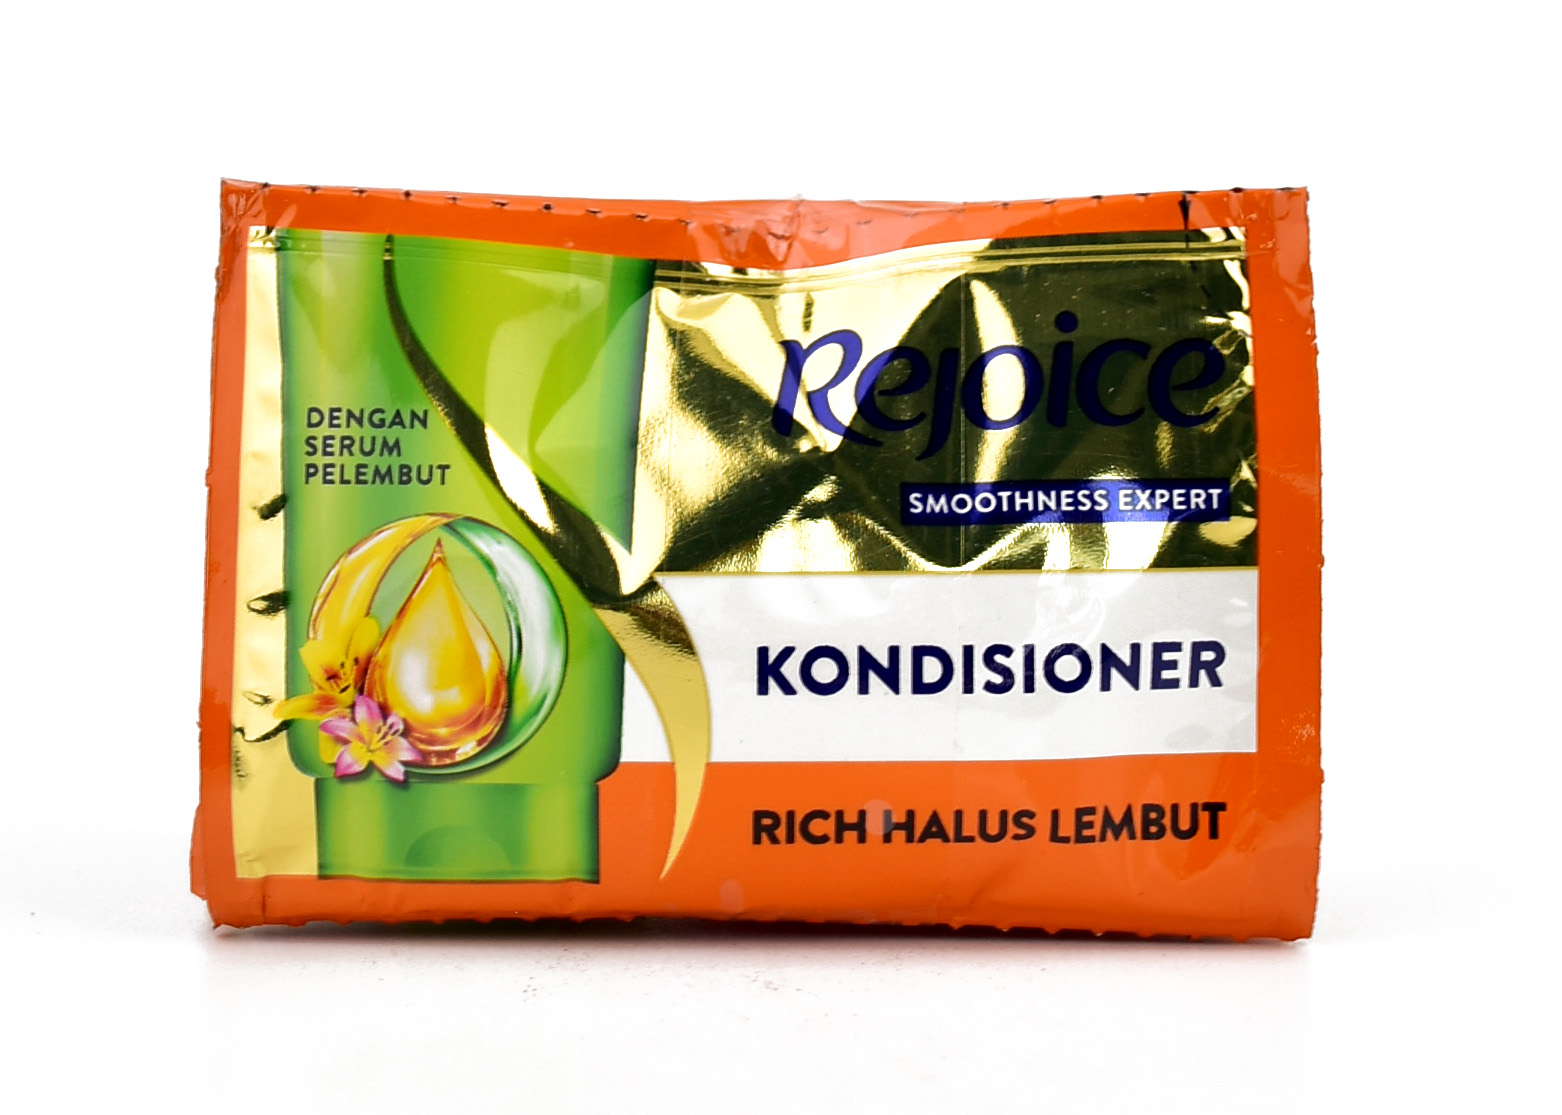 DENGAN
SERUM
PELEMBUT
Rejoice
SMOOTHNESS EXPERT
KONDISIONER
RICH HALUS LEMBUT